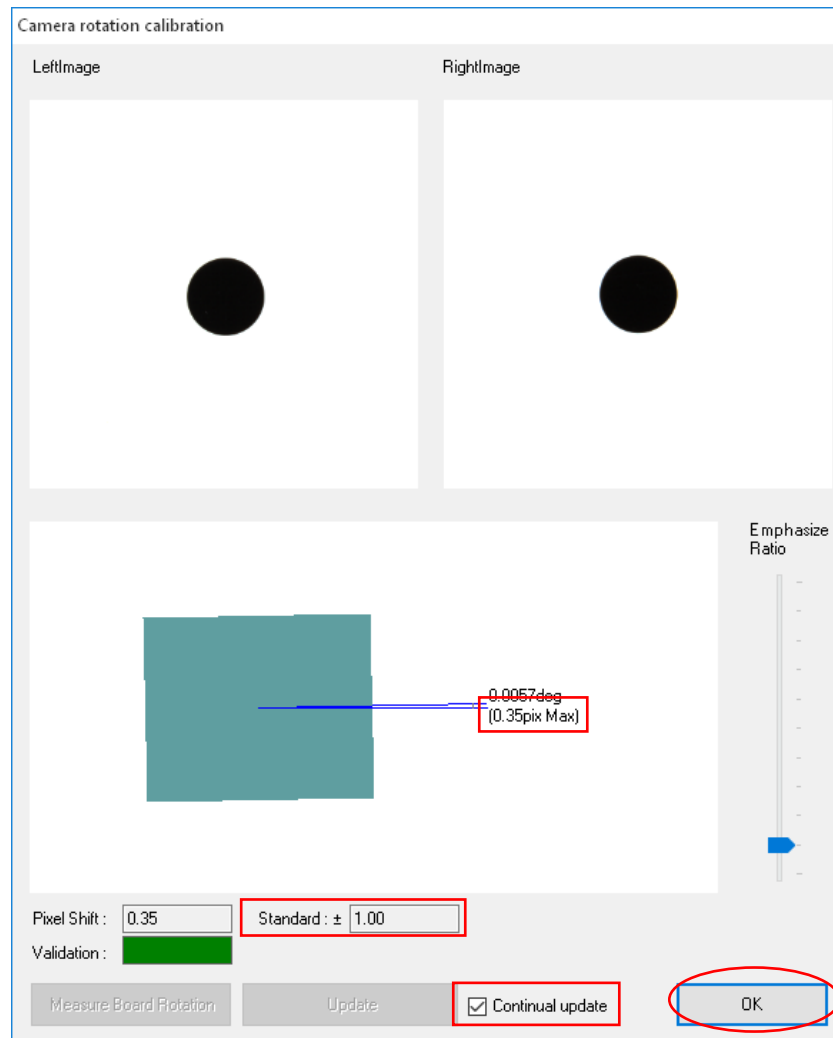 Camera rotation calibration
LeftImage
RightImage
Emphasize
Ratio
0.0057deg
(0.35pix Max)
Pixel Shift : 0.35 Standard : ± 1.00
Validation :
Measure Board Rotation Update Continual update OK